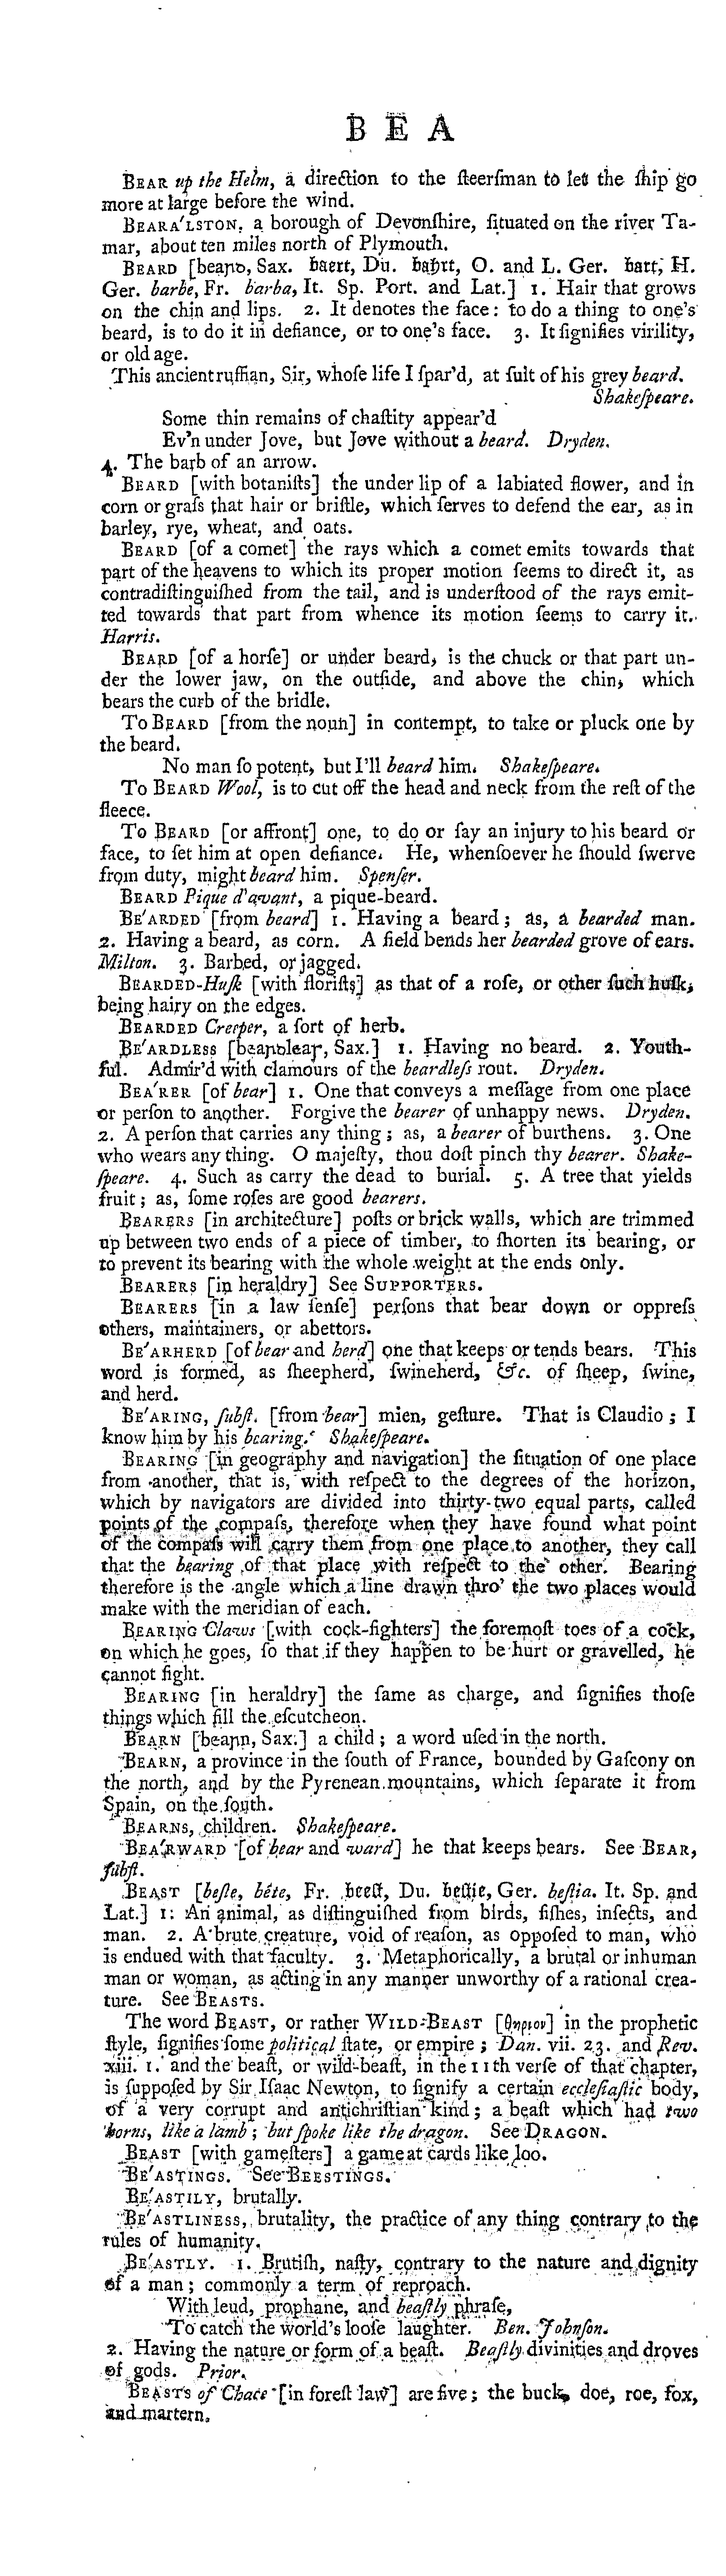 B E A
BEAR up the Helm, a direction to the ſteerſman to let the ſhip go
more at large before the wind.
BEARA'LSTON, a borough of Devonſhire, ſituated on the river Ta-
mar, about ten miles north of Plymouth.
BEARD [beaꞃꝺ, Sax. baert, Du. bahrt, O. and L. Ger. bart, H.
Ger. barbe, Fr. barba, It. Sp. Port. and Lat.] 1. Hair that grows
on the chin and lips. 2. It denotes the face: to do a thing to one's
beard, is to do it in defiance, or to one's face. 3. It ſignifies virility,
or old age.
This ancient ruffian, Sir, whoſe life I ſpar'd, at ſuit of his grey beard.
Shakeſpeare.
Some thin remains of chaſtity appear'd
Ev'n under Jove, but Jove without a beard. Dryden.
4. The barb of an arrow.
BEARD [with botaniſts] the under lip of a labiated flower, and in
corn or graſs that hair or briſtle, which ſerves to defend the ear, as in
barley, rye, wheat, and oats.
BEARD [of a comet] the rays which a comet emits towards that
part of the heavens to which its proper motion ſeems to direct it, as
contradiſtinguiſhed from the tail, and is underſtood of the rays emit-
ted towards that part from whence its motion ſeems to carry it.
Harris.
BEARD [of a horſe] or under beard, is the chuck or that part un-
der the lower jaw, on the outſide, and above the chin, which
bears the curb of the bridle.
To BEARD [from the noun] in contempt, to take or pluck one by
the beard.
No man ſo potent, but I'll beard him. Shakeſpeare.
To BEARD Wool, is to cut off the head and neck from the reſt of the
fleece.
To BEARD [or affront] one, to do or ſay an injury to his beard or
face, to ſet him at open defiance. He, whenſoever he ſhould ſwerve
from duty, might beard him. Spenſer.
BEARD Pique d'avant, a pique-beard.
BE'ARDED [from beard] 1. Having a beard; as, a bearded man.
2. Having a beard, as corn. A field bends her bearded grove of ears.
Milton. 3. Barbed, or jagged.
BEARDED-Huſk [with floriſts] as that of a roſe, or other ſuch huſk,
being hairy on the edges.
BEARDED Creeper, a ſort of herb.
BE'ARDLESS [beaꞃꝺleaꞅ, Sax.] 1. Having no beard. 2. Youth-
ful. Admir'd with clamours of the beardleſs rout. Dryden.
BEA'RER [of bear] 1. One that conveys a meſſage from one place
or perſon to another. Forgive the bearer of unhappy news. Dryden.
2. A perſon that carries any thing; as, a bearer of burthens. 3. One
who wears any thing. O majeſty, thou doſt pinch thy bearer. Shake-
ſpeare. 4. Such as carry the dead to burial. 5. A tree that yields
fruit; as, ſome roſes are good bearers.
BEARERS [in architecture] poſts or brick walls, which are trimmed
up between two ends of a piece of timber, to ſhorten its bearing, or
to prevent its bearing with the whole weight at the ends only.
BEARERS [in heraldry] See SUPPORTERS.
BEARERS [in a law ſenſe] perſons that bear down or oppreſs
others, maintainers, or abettors.
BE'ARHERD [of bear and herd] one that keeps or tends bears. This
word is formed, as ſheepherd, ſwineherd, &c. of ſheep, ſwine,
and herd.
BE'ARING, ſubſt. [from bear] mien, geſture. That is Claudio; I
know him by his bearing. Shakeſpeare.
BEARING [in geography and navigation] the ſituation of one place
from another, that is, with reſpect to the degrees of the horizon,
which by navigators are divided into thirty-two equal parts, called
points of the compaſs, therefore when they have found what point
of the compaſs will carry them from one place to another, they call
that the bearing of that place with reſpect to the other. Bearing
therefore is the angle which a line drawn thro' the two places would
make with the meridian of each.
BEARING Claws [with cock-fighters] the foremoſt toes of a cock,
on which he goes, ſo that if they happen to be hurt or gravelled, he
cannot fight.
BEARING [in heraldry] the ſame as charge, and ſignifies thoſe
things which fill the eſcutcheon.
BEARN [beaꞃn, Sax.] a child; a word uſed in the north.
BEARN, a province in the ſouth of France, bounded by Gaſcony on
the north, and by the Pyrenean mountains, which ſeparate it from
Spain, on the ſouth.
BEARNS, children. Shakeſpeare.
BEA'RWARD [of bear and ward] he that keeps bears. See BEAR,
ſubſt.
BEAST [beſte, bête, Fr. beeſt, Du. beſtie, Ger. beſtia. It. Sp. and
Lat.] 1. An animal, as diſtinguiſhed from birds, fiſhes, inſects, and
man. 2. A brute creature, void of reaſon, as oppoſed to man, who
is endued with that faculty. 3. Metaphorically, a brutal or inhuman
man or woman, as acting in any manner unworthy of a rational crea-
ture. See BEASTS.
The word BEAST, or rather WILD-BEAST [θηριον] in the prophetic
ſtyle, ſignifies ſome political ſtate, or empire; Dan. vii. 23. and Rev.
xiii. 1. and the beaſt, or wild-beaſt, in the 11th verſe of that chapter,
is ſuppoſed by Sir Iſaac Newton, to ſignify a certain eccleſiaſtic body,
of a very corrupt and antichriſtian kind; a beaſt which had two
horns, like a lamb; but ſpoke like the dragon. See DRAGON.
BEAST [with gameſters] a game at cards like loo.
BE'ASTINGS. See BEESTINGS.
BE'ASTILY, brutally.
BE'ASTLINESS, brutality, the practice of any thing contrary to the
rules of humanity.
BE'ASTLY. 1. Brutiſh, naſty, contrary to the nature and dignity
of a man; commonly a term of reproach.
With leud, prophane, and beaſtly phraſe,
To catch the world's looſe laughter. Ben. Johnſon.
2. Having the nature or form of a beaſt. Beaſtly divinities and droves
of gods. Prior.
BEASTS of Chace [in foreſt law] are five; the buck, doe, roe, fox,
and martern.